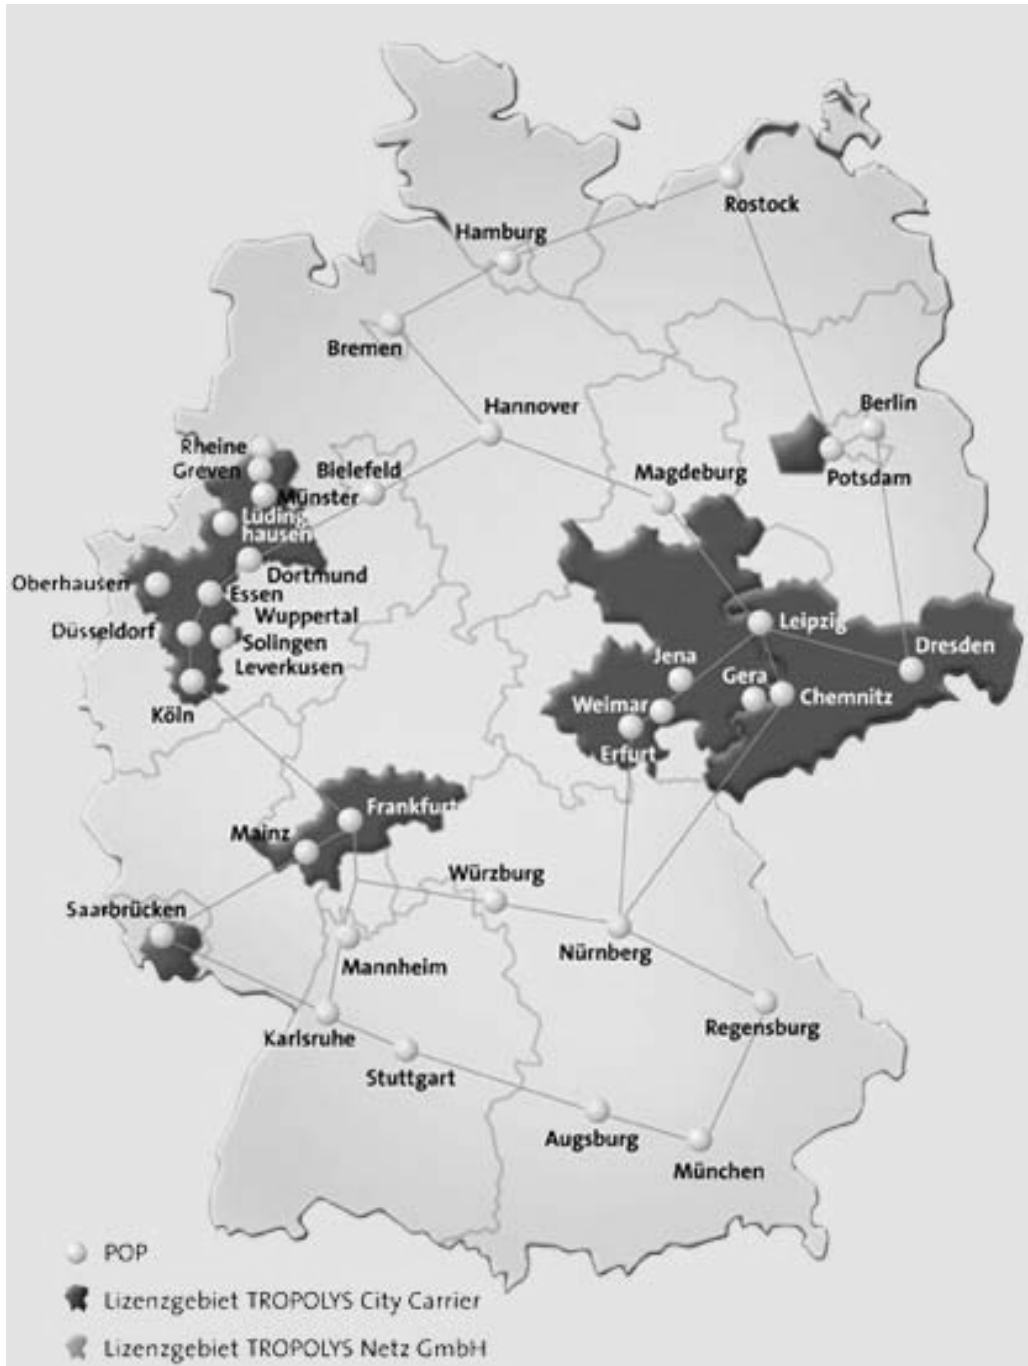 Rostock
Hamburg
Bremen
Hannover
Berlin
Rheine
Greven
Bielefeld
Magdeburg
Potsdam
Münster
Lüding
hausen
Oberhausen
Dortmund
Essen
Wuppertal
Düsseldorf
Solingen
Leverkusen
Leipzig
Dresden
Jena
Gera
Chemnitz
Weimar
Köln
Erfurt
Frankfurt
Mainz
Würzburg
Saarbrücken
Nürnberg
Mannheim
Regensburg
Karlsruhe
Stuttgart
Augsburg
München
POP
Lizenzgebiet TROPOLYS City Carrier
Lizenzgebiet TROPOLYS Netz GmbH